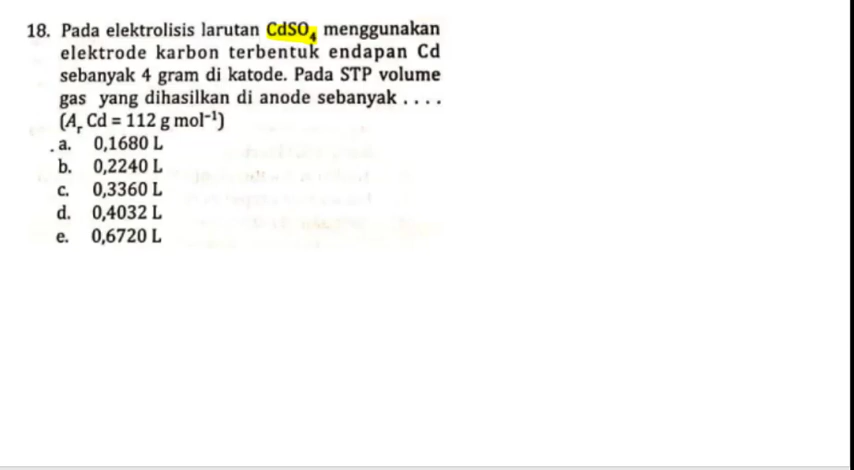 18. Pada elektrolisis larutan CdSO₄ menggunakan
elektrode karbon terbentuk endapan Cd
sebanyak 4 gram di katode. Pada STP volume
gas yang dihasilkan di anode sebanyak . . . .
(Aᵣ Cd = 112 g mol⁻¹)
a. 0,1680 L
b. 0,2240 L
c. 0,3360 L
d. 0,4032 L
e. 0,6720 L